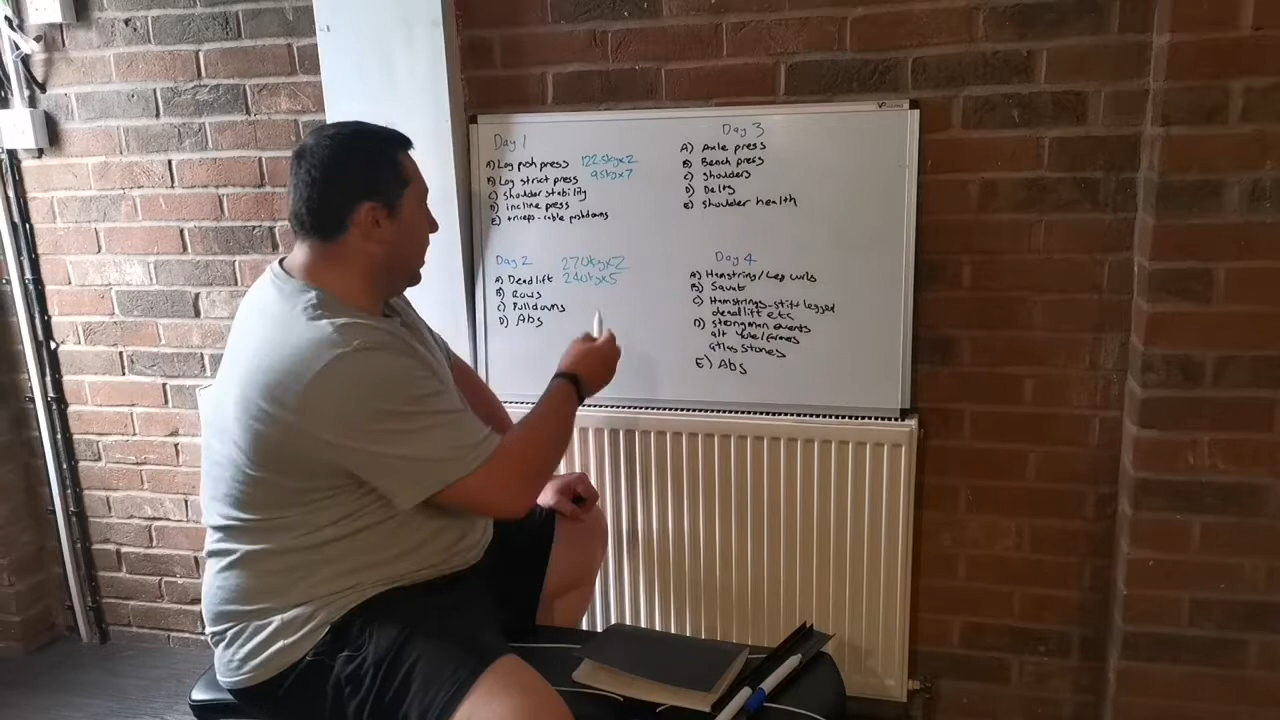 Day 1
A) Log push press 122.5kgx2
B) Log strict press 95kgx7
C) shoulder stability
D) incline press
E) triceps-cable pushdowns
Day 2 270kgx2
A) Deadlift 240kgx5
B) Rows
C) Pulldowns
D) Abs
Day 3
A) Axle press
B) Bench press
C) Shoulders
D) Delts
E) Shoulder health
Day 4
A) Hamstring/Leg curls
B) Squat
C) Hamstrings-stiff legged
deadlift etc
D) strongman events
alt
atlas stones
E) Abs